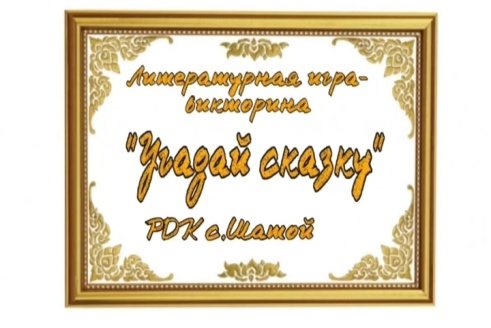 Литературная игра-
викторина
"Угадай сказку"
РДК с.Шатой